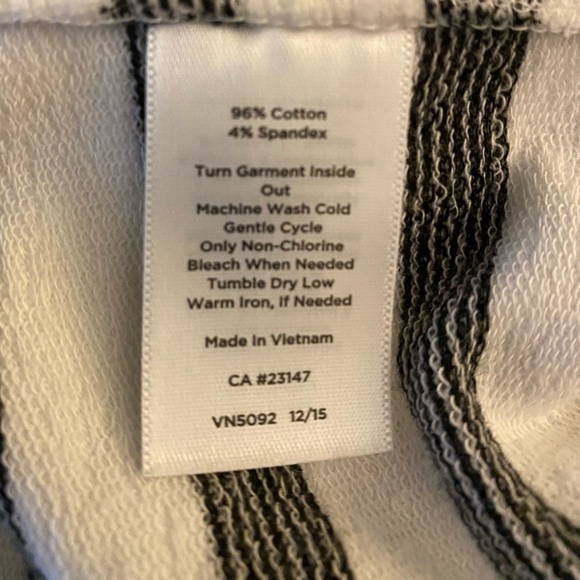 96% Cotton
4% Spandex
Turn Garment Inside
Out
Machine Wash Cold
Gentle Cycle
Only Non-Chlorine
Bleach When Needed
Tumble Dry Low
Warm Iron, If Needed
Made In Vietnam
CA #23147
VN5092 12/15